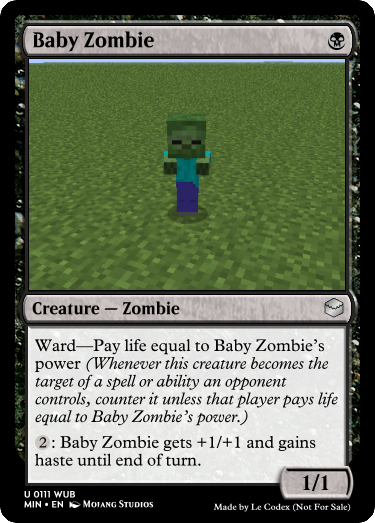 Baby Zombie
Creature — Zombie
Ward—Pay life equal to Baby Zombie's
power (Whenever this creature becomes the
target of a spell or ability an opponent
controls, counter it unless that player pays life
equal to Baby Zombie's power.)
2: Baby Zombie gets +1/+1 and gains
haste until end of turn.
1/1
U 0111 WUB
MIN • EN Mojang Studios
Made by Le Codex (Not For Sale)